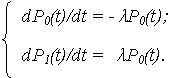 dP₀(t)/dt = - λP₀(t);
dP₁(t)/dt = λP₀(t).